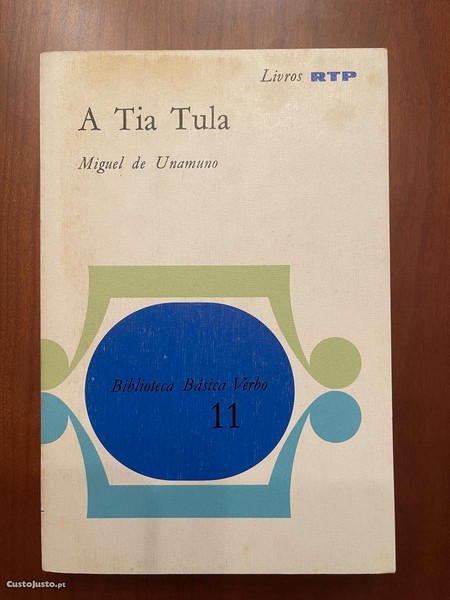 Livros RTP
A Tia Tula
Miguel de Unamuno
Biblioteca Básica Verbo
11
CustoJusto.pt